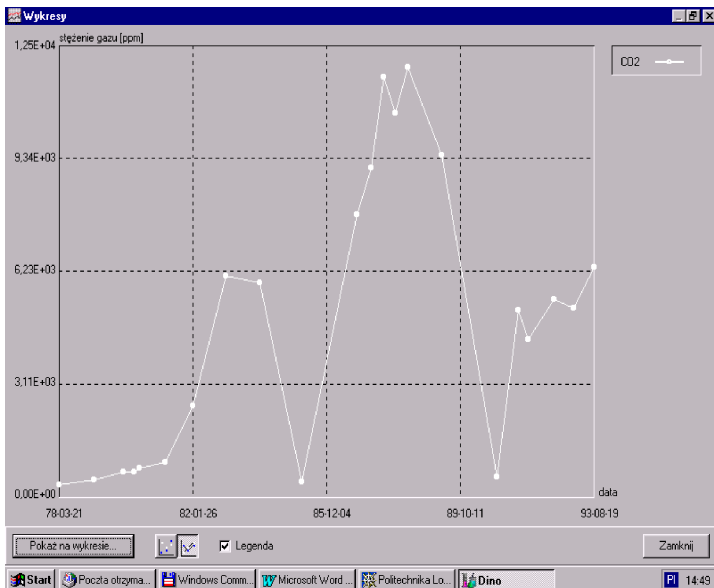 Wykresy
stężenie gazu [ppm]
1,25E+04
9,34E+03
6,23E+03
3,11E+03
0,00E+00
CO2
data
78-03-21 82-01-26 85-12-04 89-10-11 93-08-19
Pokaż na wykresie... Legenda Zamknij
Start Poczta otrzyma... Windows Comm... Microsoft Word ... Politechnika Lo... Dino Pl 14:49